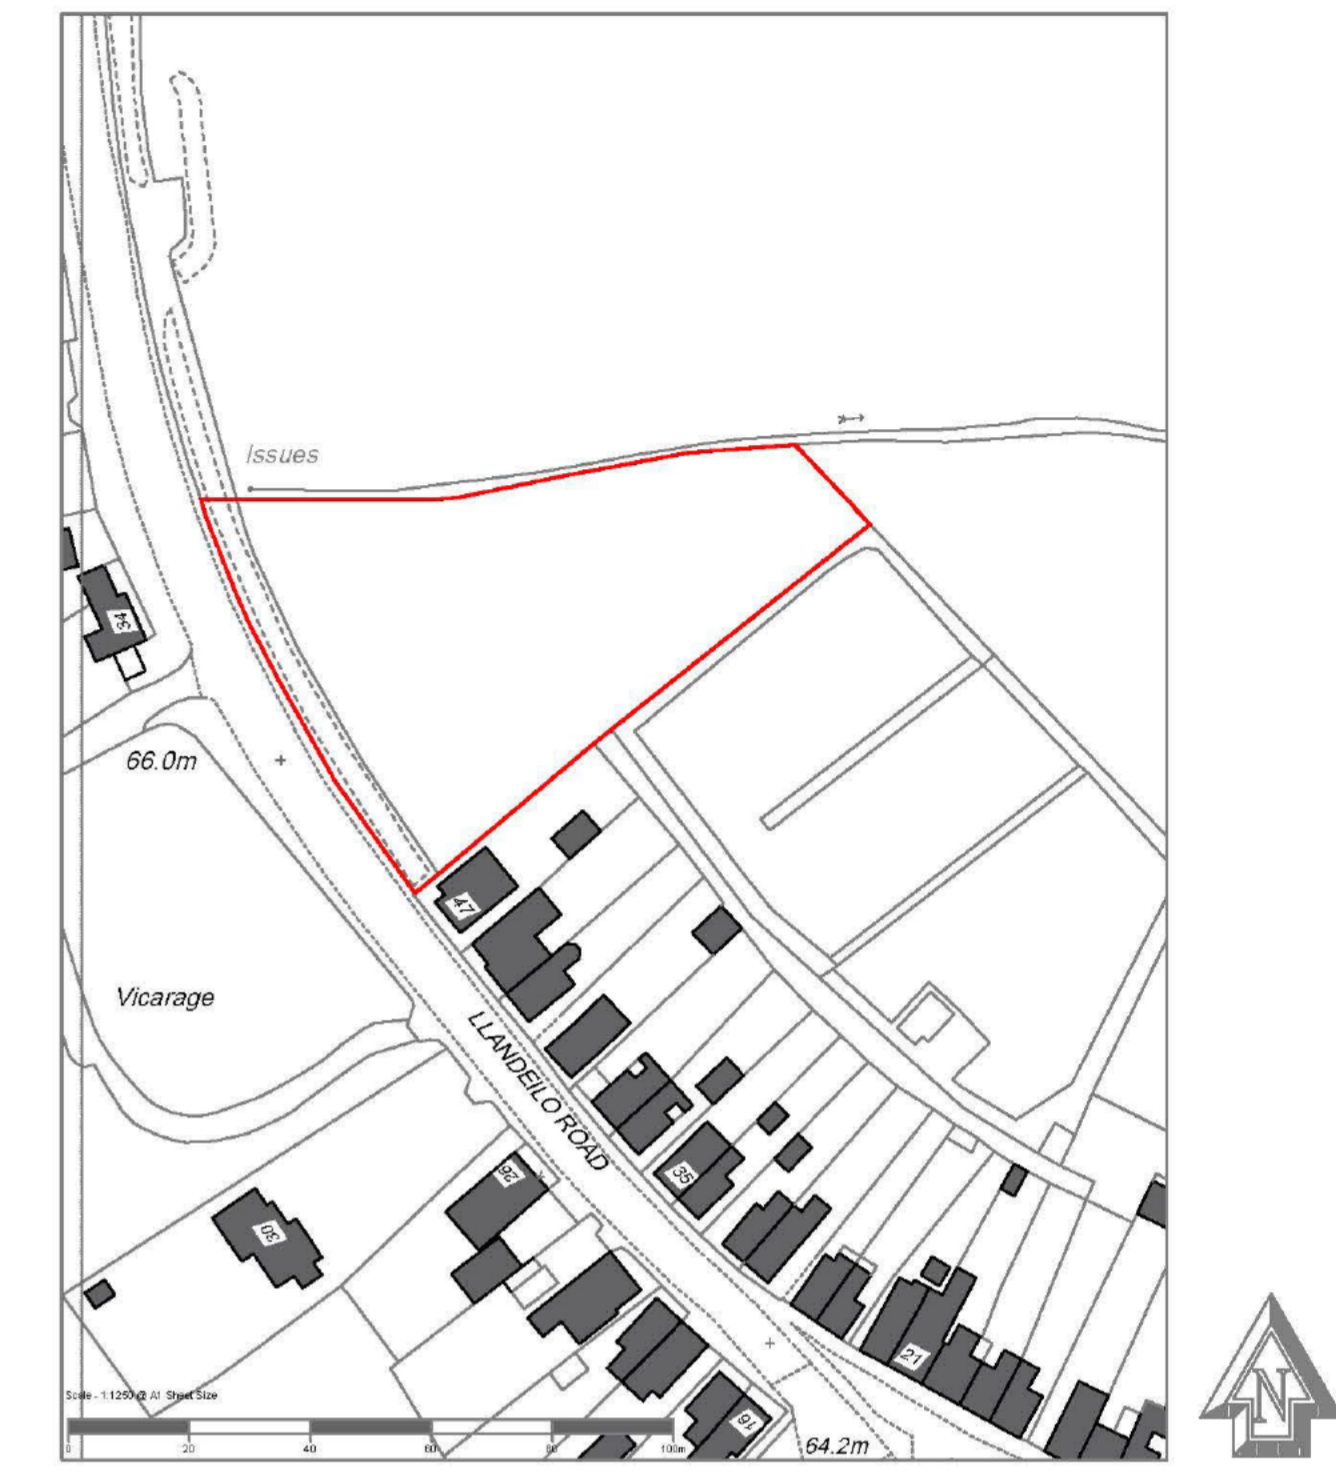 Issues
34
66.0m
47
Vicarage
LLANDEILO ROAD
35
26
30
21
16
64.2m
Scale - 1:1250 @ A1 Sheet Size
0 20 40 60 80 100m
N